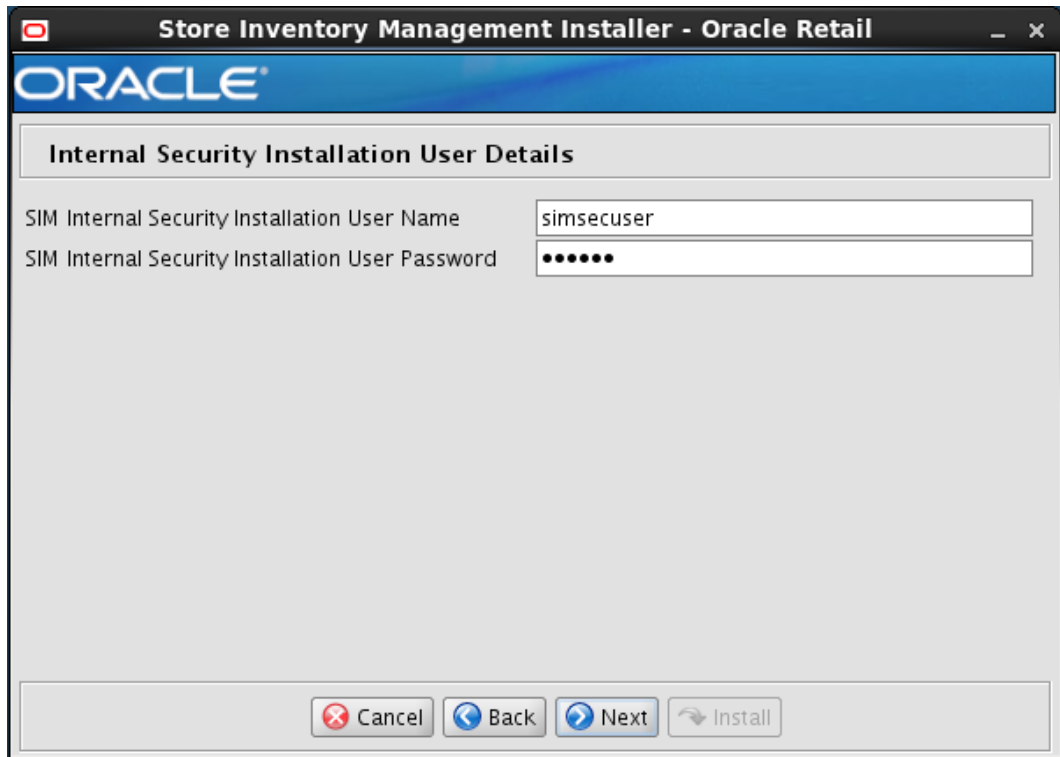 Store Inventory Management Installer - Oracle Retail
ORACLE®
Internal Security Installation User Details
SIM Internal Security Installation User Name simsecuser
SIM Internal Security Installation User Password ••••••
Cancel Back Next Install